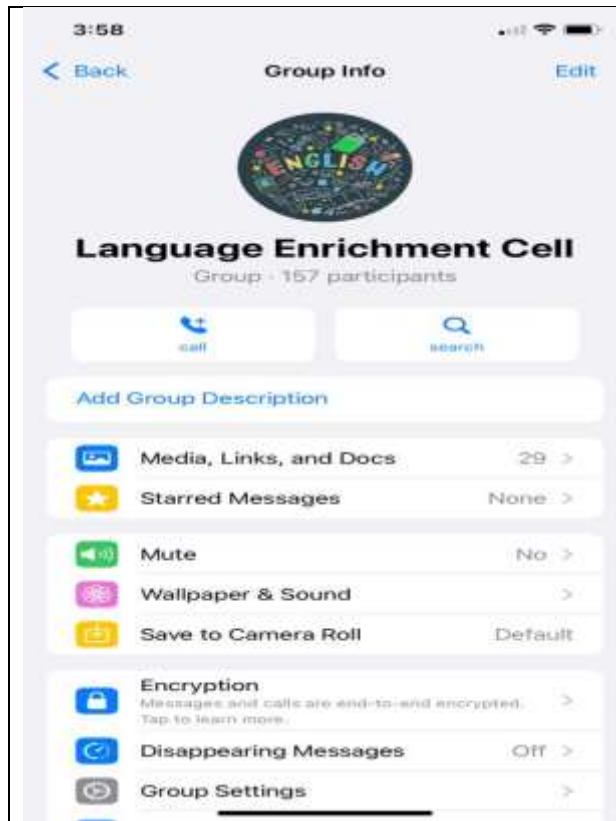 3:58
Back
Group Info
Edit
ENGLISH
Language Enrichment Cell
Group · 157 participants
call
search
Add Group Description
Media, Links, and Docs 29
Starred Messages None
Mute No
Wallpaper & Sound
Save to Camera Roll Default
Encryption
Messages and calls are end-to-end encrypted.
Tap to learn more.
Disappearing Messages Off
Group Settings